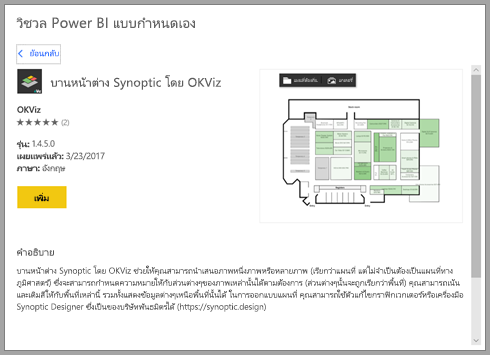 วิชวล Power BI แบบกำหนดเอง
ย้อนกลับ
บานหน้าต่าง Synoptic โดย OKViz
OKViz
(2)
รุ่น: 1.4.5.0
เผยแพร่แล้ว: 3/23/2017
ภาษา: อังกฤษ
เพิ่ม
คำอธิบาย
บานหน้าต่าง Synoptic โดย OKViz ช่วยให้คุณสามารถนำเสนอภาพหนึ่งภาพหรือหลายภาพ (เรียกว่าแผนที่ แต่ไม่จำเป็นต้องเป็นแผนที่ทาง
ภูมิศาสตร์) ซึ่งจะสามารถกำหนดความหมายให้กับส่วนต่างๆของภาพเหล่านั้นได้ตามต้องการ (ส่วนต่างๆนั้นจะถูกเรียกว่าพื้นที่) คุณสามารถเน้น
และเติมสีให้กับพื้นที่เหล่านี้ รวมทั้งแสดงข้อมูลต่างๆเหนือพื้นที่นั้นได้ ในการออกแบบแผนที่ คุณสามารถใช้ตัวแก้ไขกราฟิกเวกเตอร์หรือเครื่องมือ
Synoptic Designer ซึ่งเป็นของบริษัทพันธมิตรได้ (https://synoptic.design)